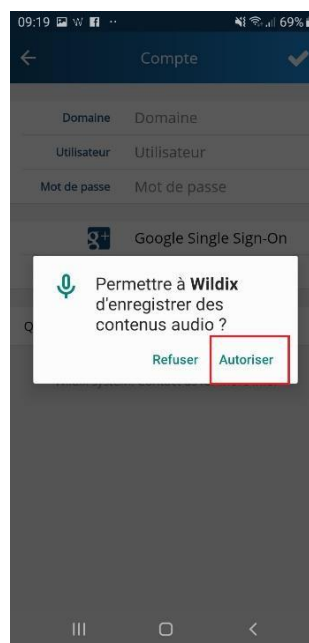 09:19 69%
Compte
Domaine Domaine
Utilisateur Utilisateur
Mot de passe Mot de passe
g+ Google Single Sign-On
Permettre à Wildix
d'enregistrer des
contenus audio ?
Refuser Autoriser